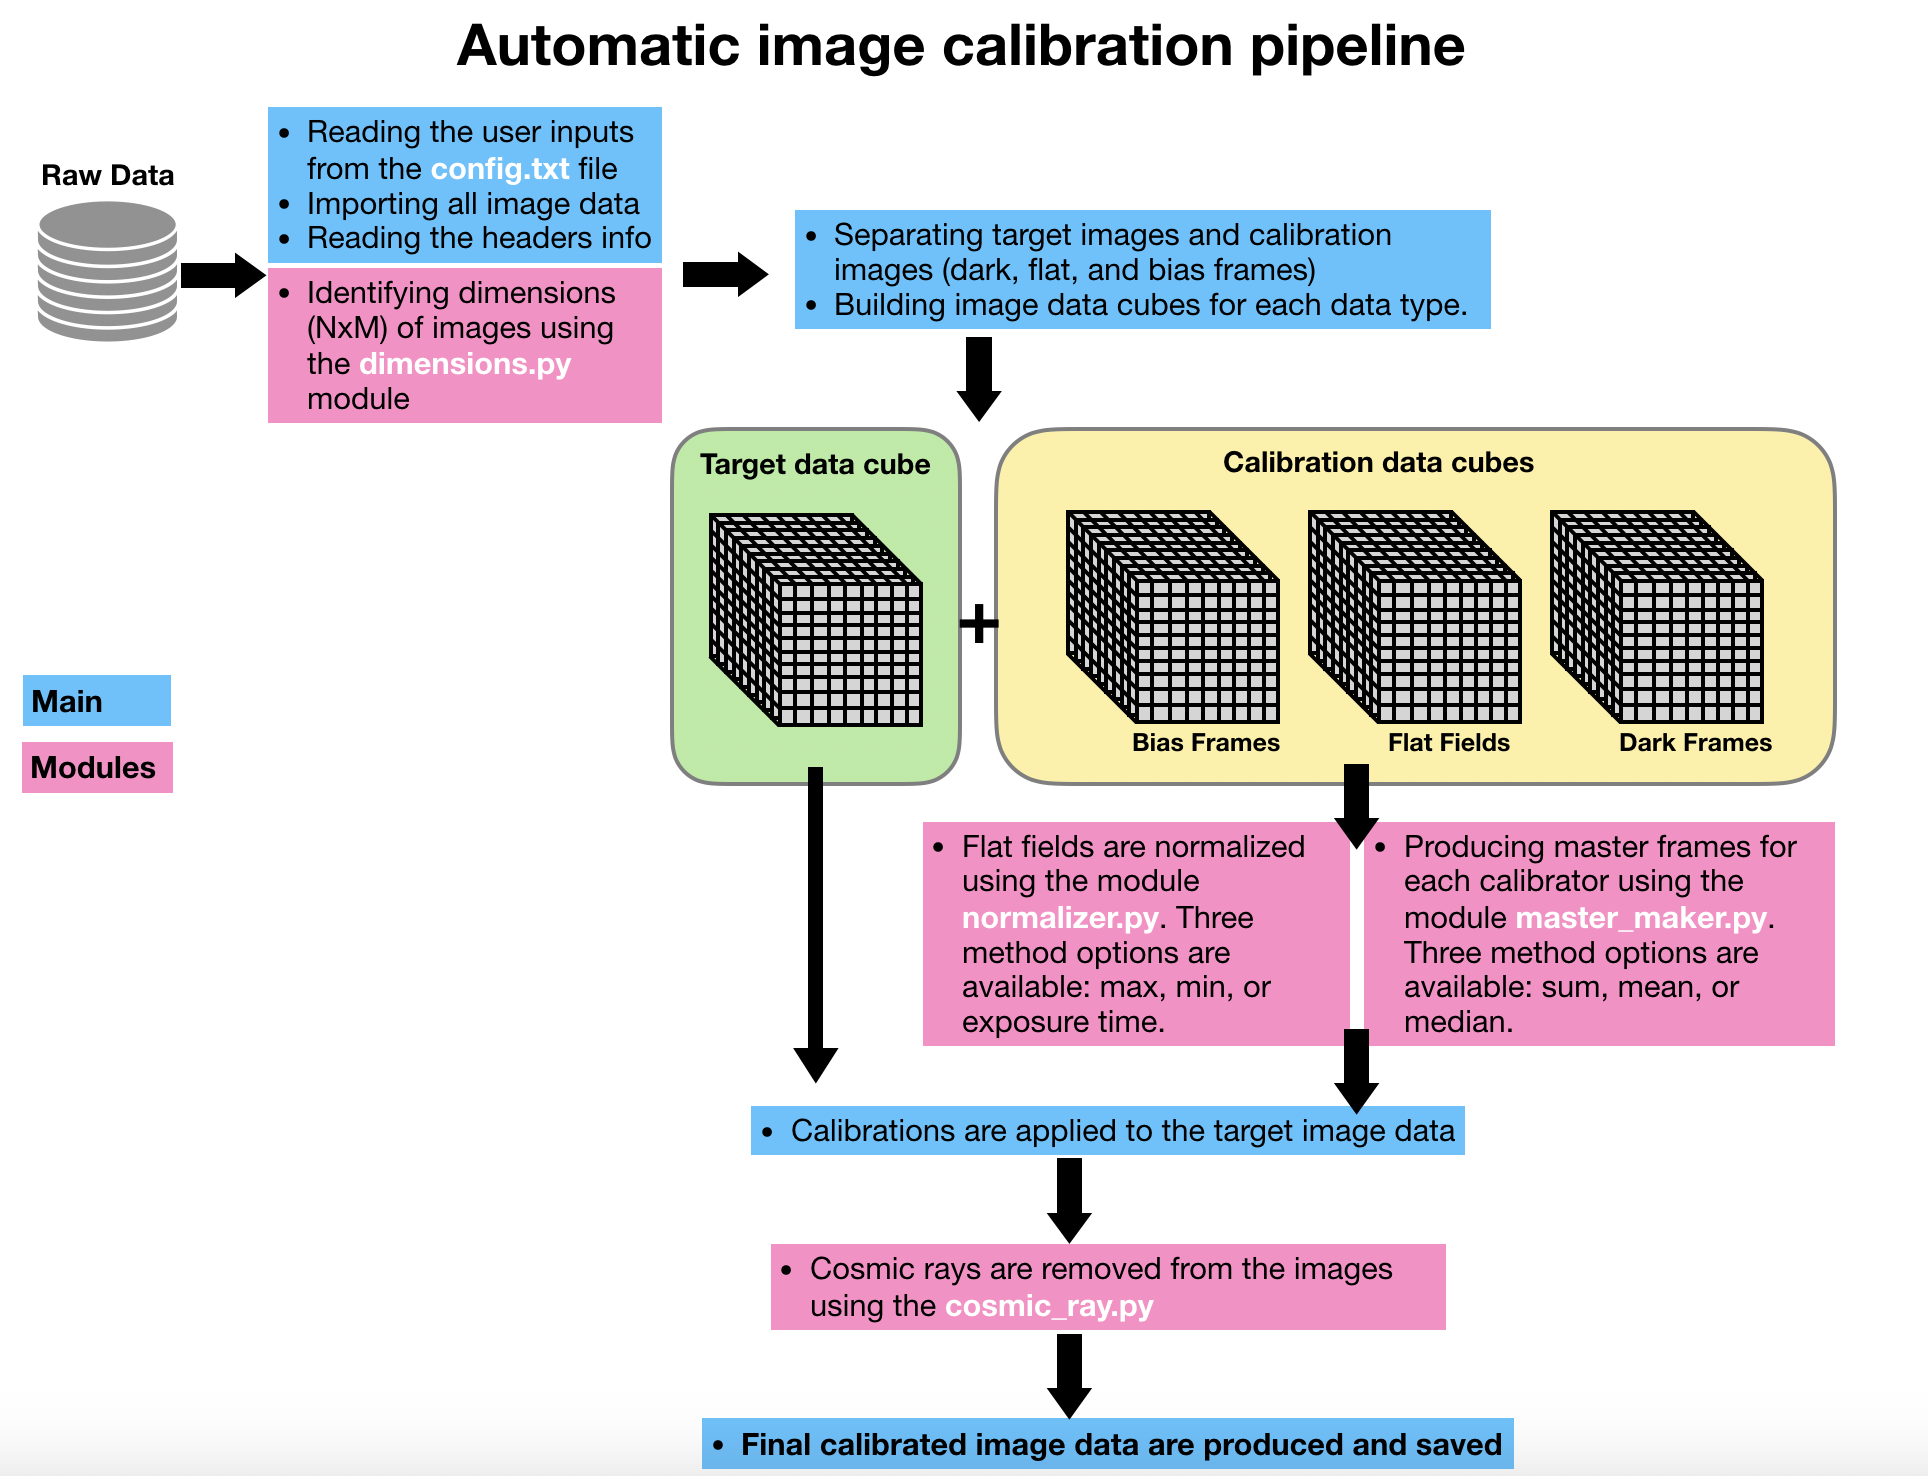 Automatic image calibration pipeline
Raw Data
• Reading the user inputs
from the config.txt file
• Importing all image data
• Reading the headers info
• Identifying dimensions
(NxM) of images using
the dimensions.py
module
• Separating target images and calibration
images (dark, flat, and bias frames)
• Building image data cubes for each data type.
Target data cube
+
Calibration data cubes
Bias Frames
Flat Fields
Dark Frames
Main
Modules
• Flat fields are normalized
using the module
normalizer.py. Three
method options are
available: max, min, or
exposure time.
• Producing master frames for
each calibrator using the
module master_maker.py.
Three method options are
available: sum, mean, or
median.
• Calibrations are applied to the target image data
• Cosmic rays are removed from the images
using the cosmic_ray.py
• Final calibrated image data are produced and saved